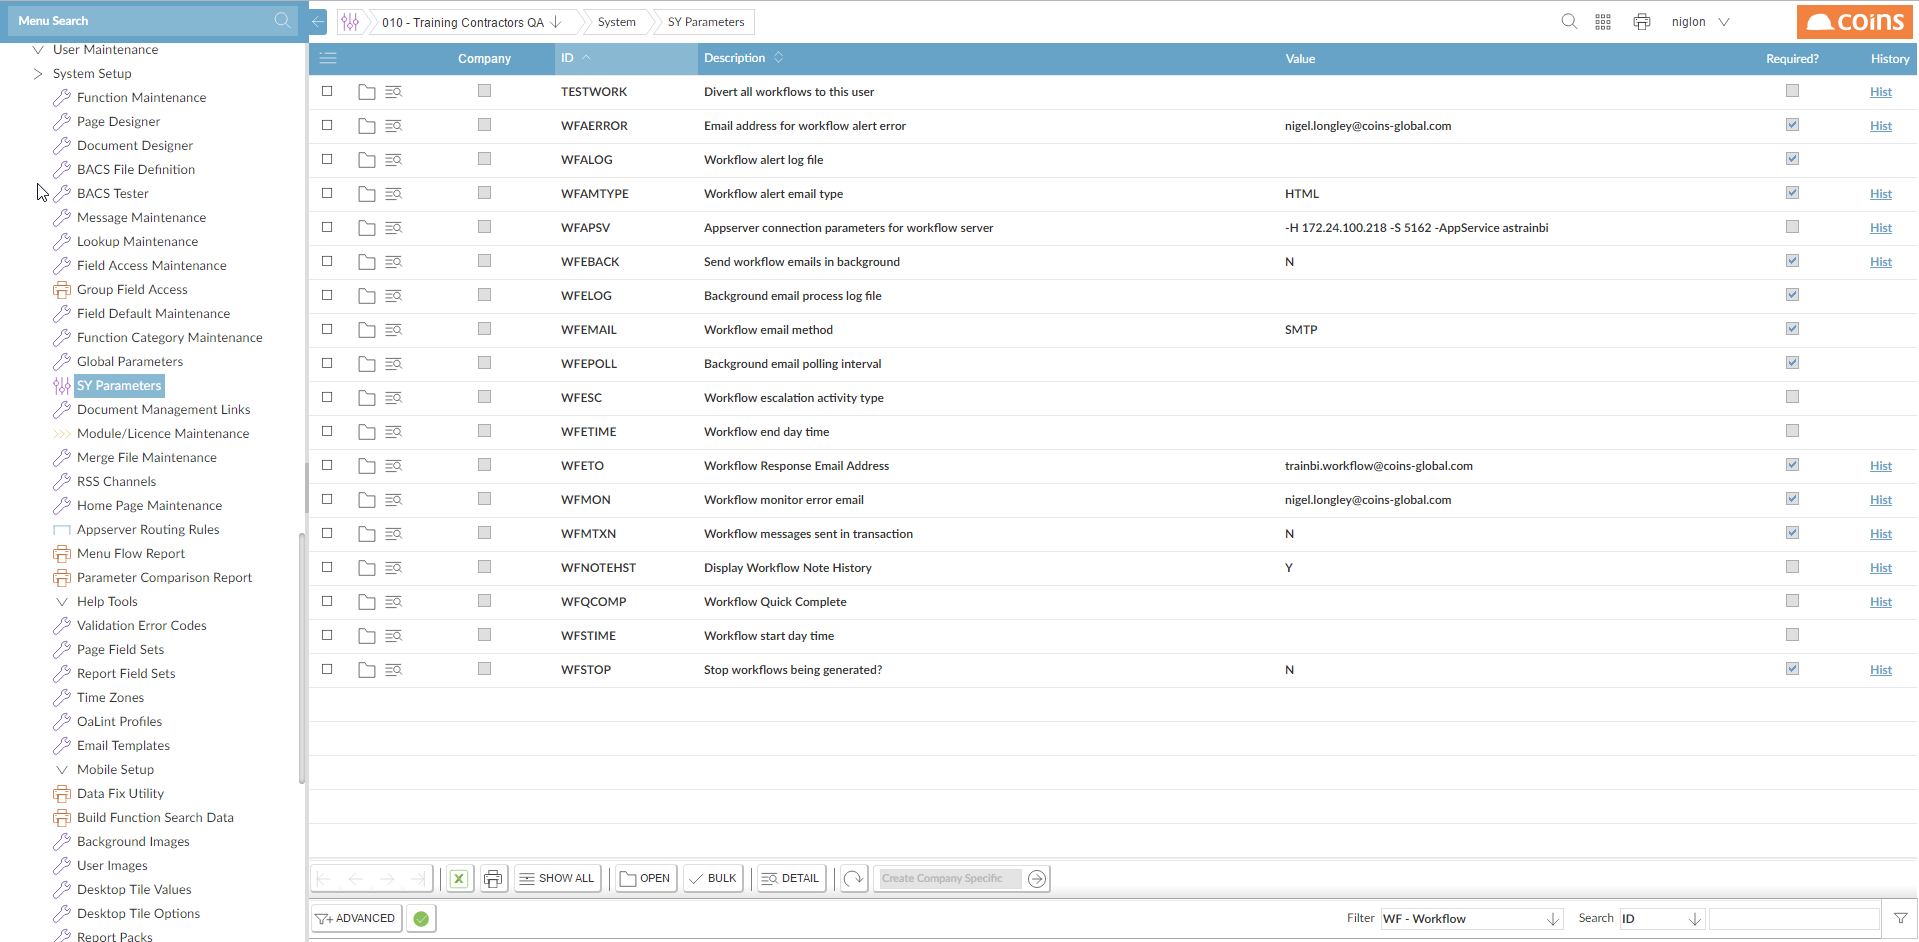 Menu Search
010 - Training Contractors QA
System
SY Parameters
niglon
coins
User Maintenance
System Setup
Function Maintenance
Page Designer
Document Designer
BACS File Definition
BACS Tester
Message Maintenance
Lookup Maintenance
Field Access Maintenance
Group Field Access
Field Default Maintenance
Function Category Maintenance
Global Parameters
SY Parameters
Document Management Links
Module/Licence Maintenance
Merge File Maintenance
RSS Channels
Home Page Maintenance
Appserver Routing Rules
Menu Flow Report
Parameter Comparison Report
Help Tools
Validation Error Codes
Page Field Sets
Report Field Sets
Time Zones
OaLint Profiles
Email Templates
Mobile Setup
Data Fix Utility
Build Function Search Data
Background Images
User Images
Desktop Tile Values
Desktop Tile Options
Report Packs
Company ID Description Value Required? History
TESTWORK Divert all workflows to this user Hist
WFAERROR Email address for workflow alert error nigel.longley@coins-global.com Hist
WFALOG Workflow alert log file
WFAMTYPE Workflow alert email type HTML Hist
WFAPSV Appserver connection parameters for workflow server -H 172.24.100.218 -S 5162 -AppService astrainbi Hist
WFEBACK Send workflow emails in background N Hist
WFELOG Background email process log file
WFEMAIL Workflow email method SMTP
WFEPOLL Background email polling interval
WFESC Workflow escalation activity type
WFETIME Workflow end day time
WFETO Workflow Response Email Address trainbi.workflow@coins-global.com Hist
WFMON Workflow monitor error email nigel.longley@coins-global.com Hist
WFMTXN Workflow messages sent in transaction N Hist
WFNOTEHST Display Workflow Note History Y Hist
WFQCOMP Workflow Quick Complete Hist
WFSTIME Workflow start day time
WFSTOP Stop workflows being generated? N Hist
SHOW ALL OPEN BULK DETAIL Create Company Specific
ADVANCED Filter WF - Workflow Search ID